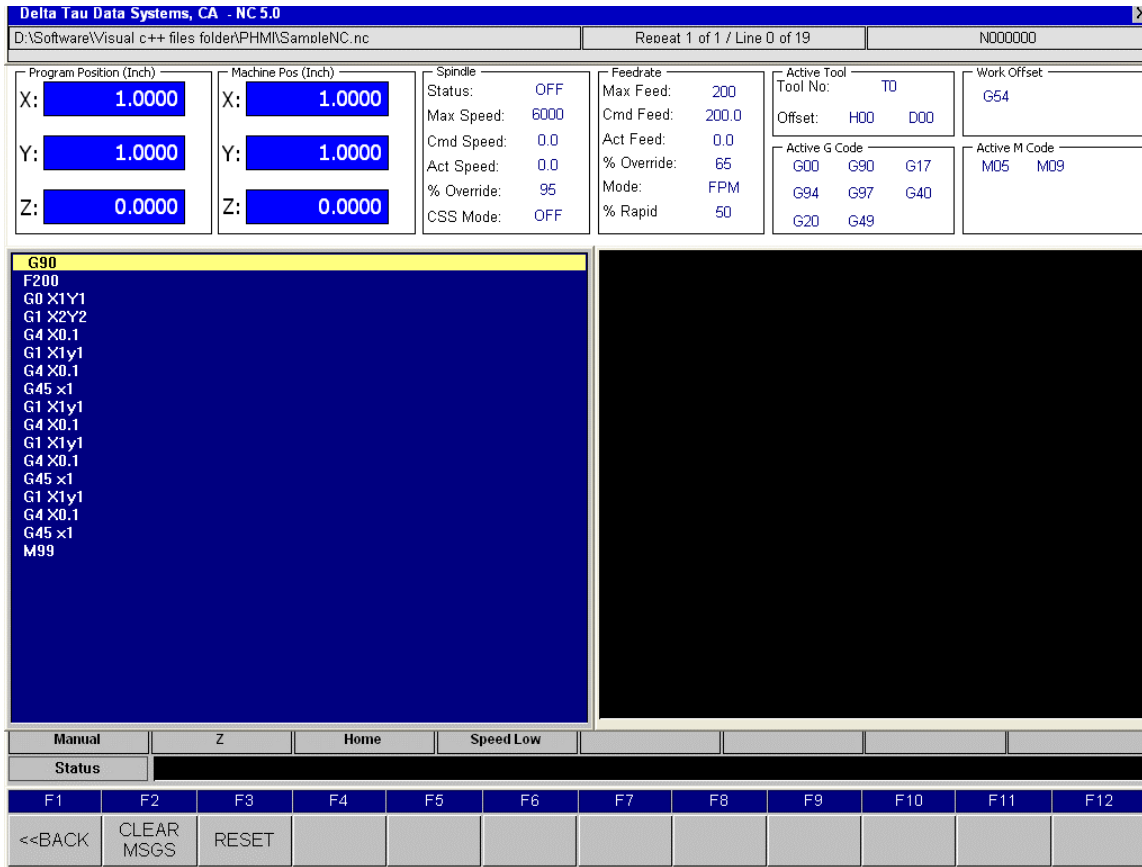 Delta Tau Data Systems, CA - NC 5.0 X
D:\Software\Visual c++ files folder\PHMI\SampleNC.nc Repeat 1 of 1 / Line 0 of 19 N000000
Program Position (Inch) Machine Pos (Inch) Spindle Feedrate Active Tool Work Offset
X: 1.0000 X: 1.0000 Status: OFF Max Feed: 200 Tool No: T0 G54
Max Speed: 6000 Cmd Feed: 200.0 Offset: H00 D00
Y: 1.0000 Y: 1.0000 Cmd Speed: 0.0 Act Feed: 0.0 Active G Code Active M Code
Act Speed: 0.0 % Override: 65 G00 G90 G17 M05 M09
Z: 0.0000 Z: 0.0000 % Override: 95 Mode: FPM G94 G97 G40
CSS Mode: OFF % Rapid 50 G20 G49
G90
F200
G0 X1Y1
G1 X2Y2
G4 X0.1
G1 X1y1
G4 X0.1
G45 x1
G1 X1y1
G4 X0.1
G1 X1y1
G4 X0.1
G45 x1
G1 X1y1
G4 X0.1
G45 x1
M99
Manual Z Home Speed Low
Status
F1 F2 F3 F4 F5 F6 F7 F8 F9 F10 F11 F12
<<BACK CLEAR MSGS RESET